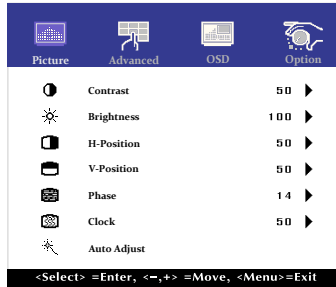 Picture Advanced OSD Option
Contrast 50
Brightness 100
H-Position 50
V-Position 50
Phase 14
Clock 50
Auto Adjust
<Select> =Enter, <-,+> =Move, <Menu>=Exit